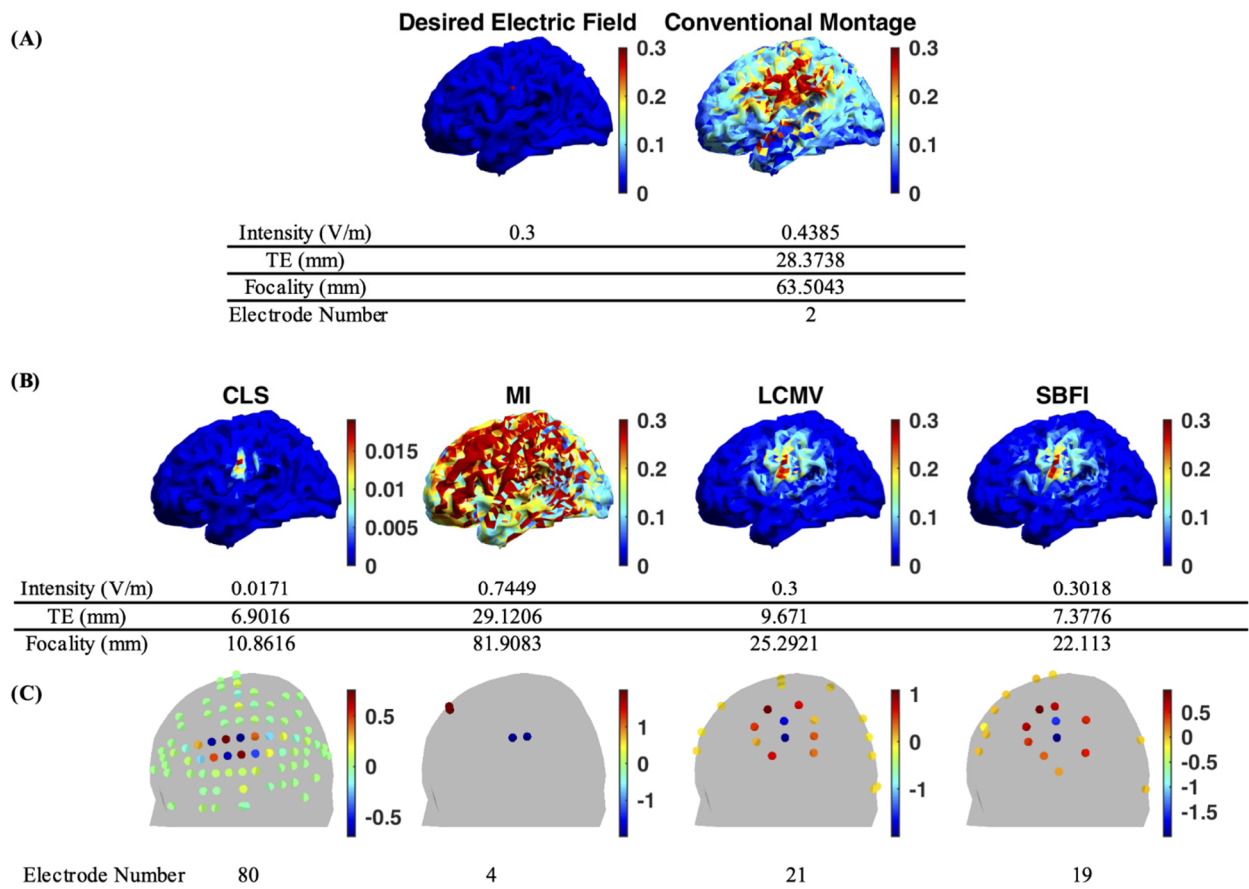 (A)
Desired Electric Field Conventional Montage
0.3 0.3
0.2 0.2
0.1 0.1
0 0
Intensity (V/m) 0.3 0.4385
TE (mm) 28.3738
Focality (mm) 63.5043
Electrode Number 2
(B)
CLS MI LCMV SBFI
0.015 0.01 0.005 0
0.3 0.2 0.1 0
0.3 0.2 0.1 0
0.3 0.2 0.1 0
Intensity (V/m) 0.0171 0.7449 0.3 0.3018
TE (mm) 6.9016 29.1206 9.671 7.3776
Focality (mm) 10.8616 81.9083 25.2921 22.113
(C)
0.5 0 -0.5
1 0 -1
1 0 -1
0.5 0 -0.5 -1 -1.5
Electrode Number 80 4 21 19